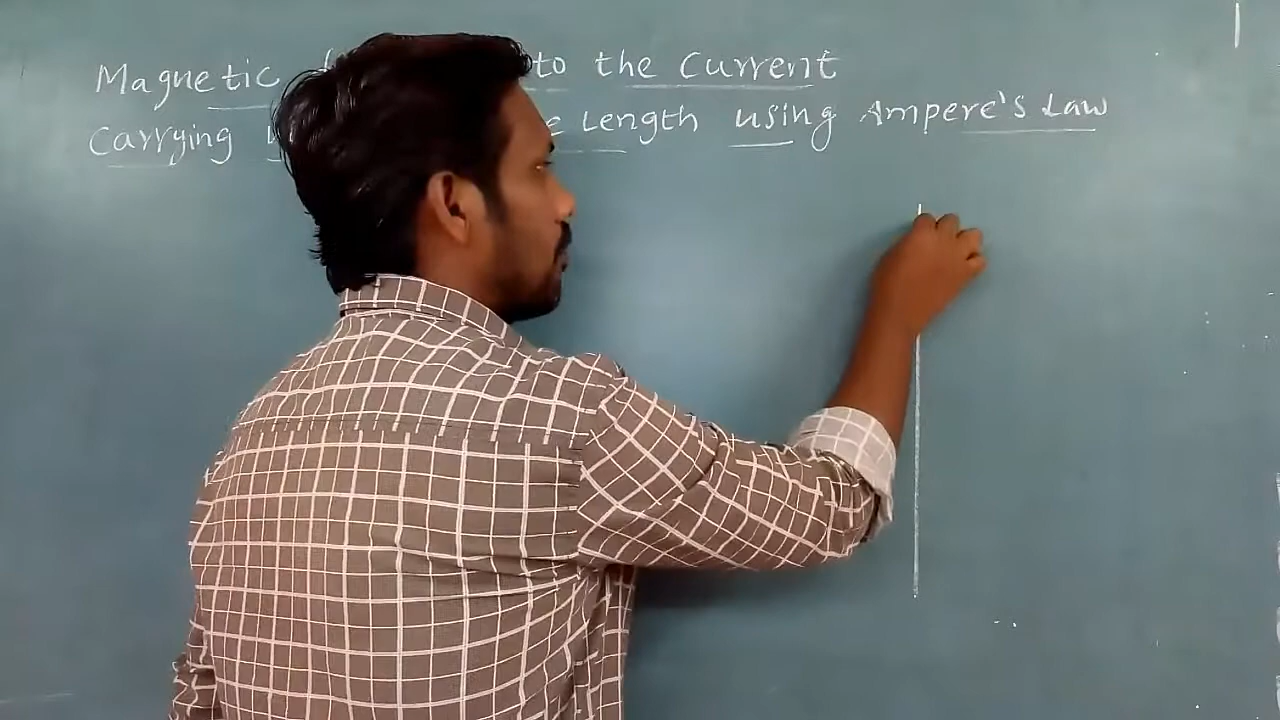 Magnetic to the Current
Carrying Length using Ampere's Law